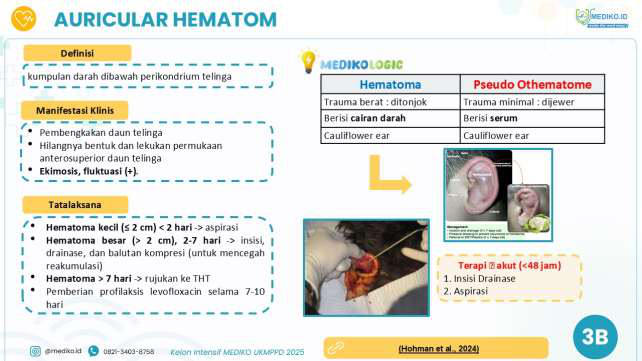 AURICULAR HEMATOM
MEDIKO.ID
Definisi
kumpulan darah dibawah perikondrium telinga
Manifestasi Klinis
• Pembengkakan daun telinga
• Hilangnya bentuk dan lekukan permukaan
anterosuperior daun telinga
• Ekimosis, fluktuasi (+).
Tatalaksana
• Hematoma kecil (≤ 2 cm) < 2 hari -> aspirasi
• Hematoma besar (> 2 cm), 2-7 hari -> insisi,
drainase, dan balutan kompresi (untuk mencegah
reakumulasi)
• Hematoma > 7 hari -> rujukan ke THT
• Pemberian profilaksis levofloxacin selama 7-10
hari
MEDIKOLOGIC
Hematoma Pseudo Othematome
Trauma berat : ditonjok Trauma minimal : dijewer
Berisi cairan darah Berisi serum
Cauliflower ear Cauliflower ear
Terapi akut (<48 jam)
1. Insisi Drainase
2. Aspirasi
@mediko.id 0821-3403-8758 Kelon Intensif MEDIKO UKMPPD 2025
(Hohman et al., 2024)
3B